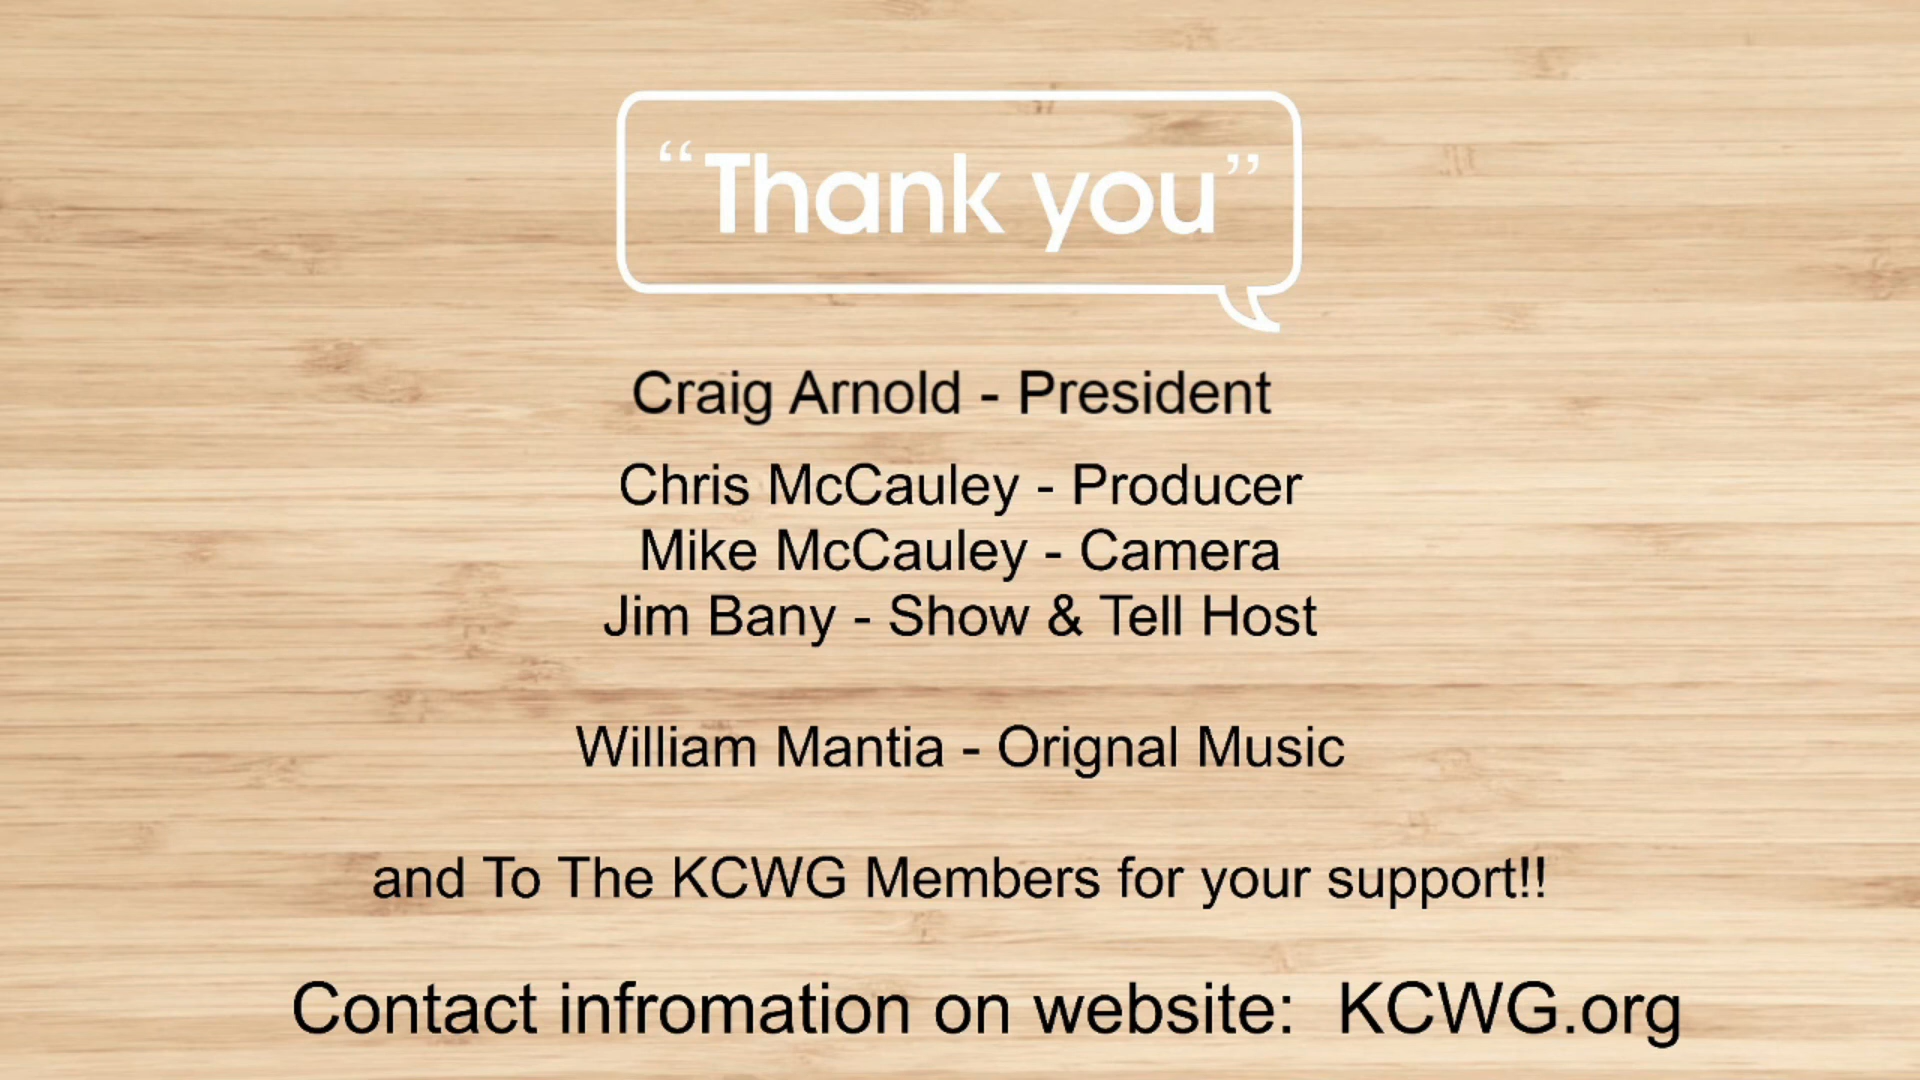 “Thank you”
Craig Arnold - President
Chris McCauley - Producer
Mike McCauley - Camera
Jim Bany - Show & Tell Host
William Mantia - Orignal Music
and To The KCWG Members for your support!!
Contact infromation on website: KCWG.org